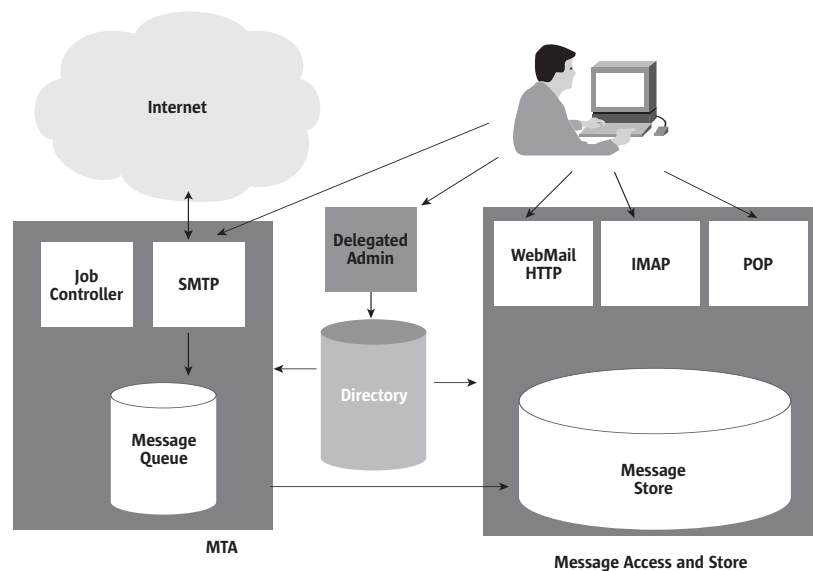 Internet
Job
Controller
SMTP
Delegated
Admin
WebMail
HTTP
IMAP
POP
Directory
Message
Queue
Message
Store
MTA
Message Access and Store